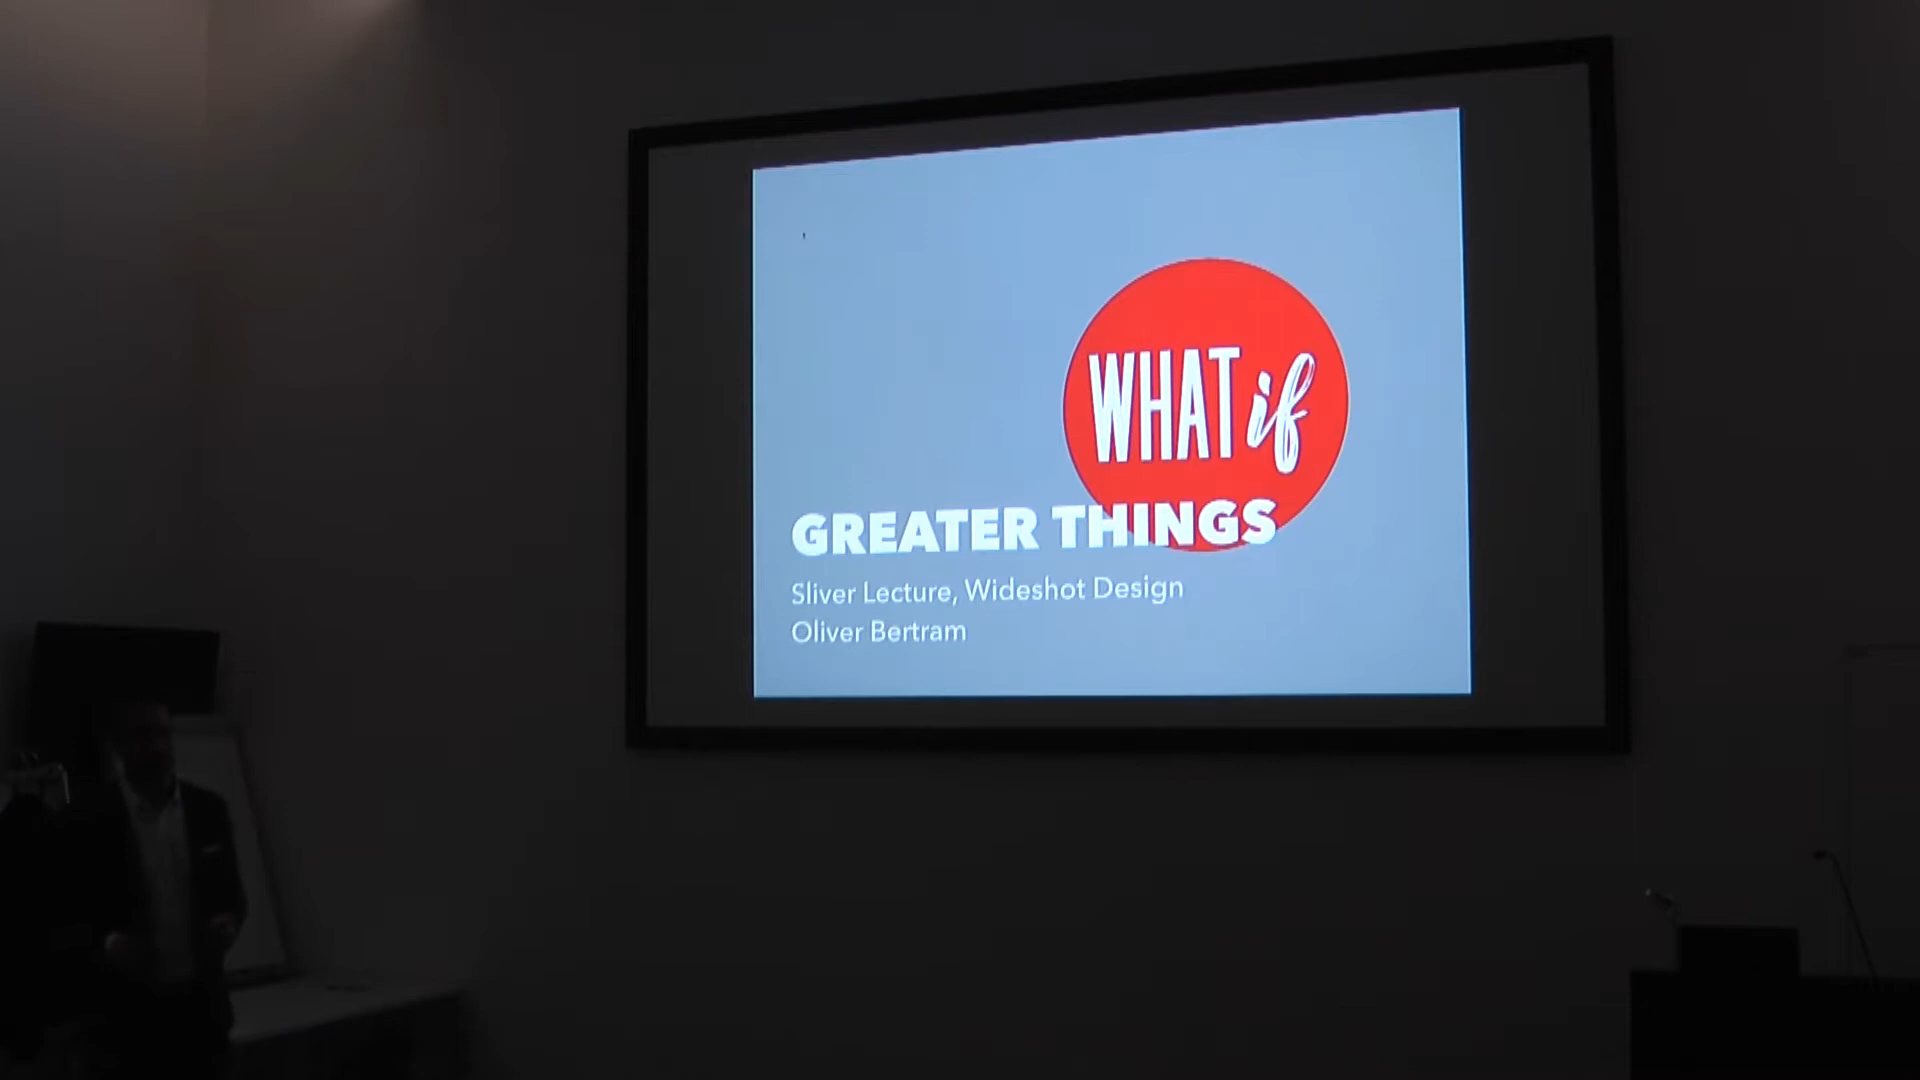 WHAT if
GREATER THINGS
Sliver Lecture, Wideshot Design
Oliver Bertram